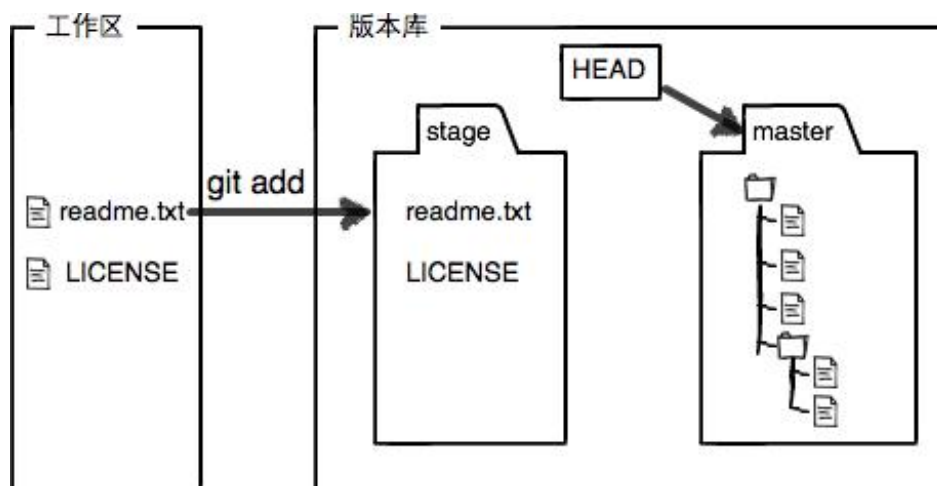 工作区
版本库
HEAD
stage
master
git add
readme.txt
readme.txt
LICENSE
LICENSE